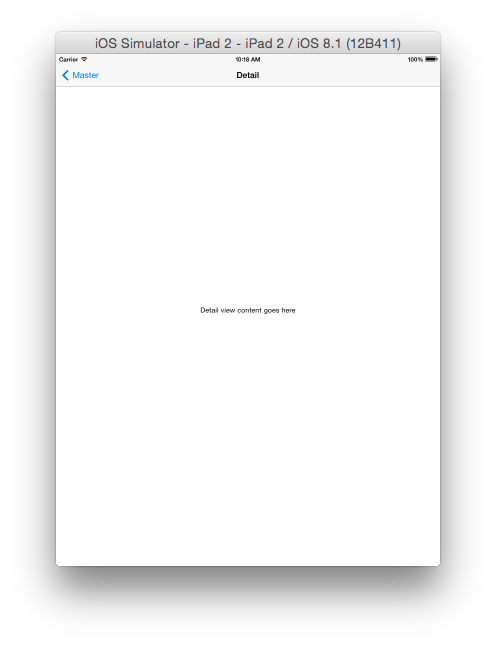 iOS Simulator - iPad 2 - iPad 2 / iOS 8.1 (12B411)
Carrier 10:18 AM 100%
Master Detail
Detail view content goes here